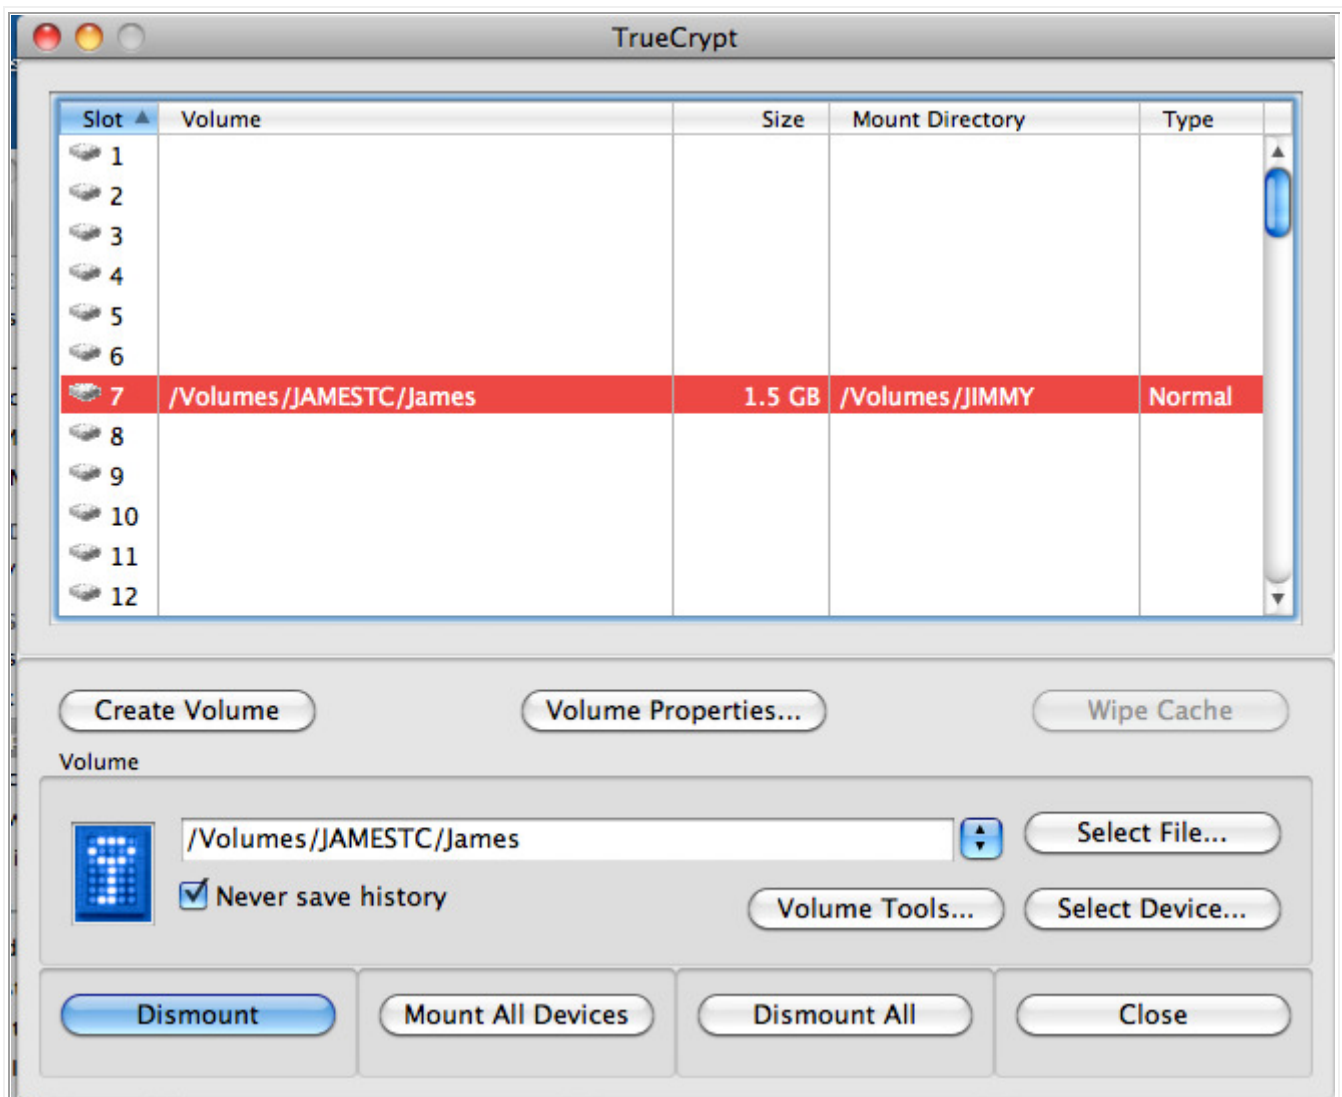 TrueCrypt
Slot Volume Size Mount Directory Type
1
2
3
4
5
6
7 /Volumes/JAMESTC/James 1.5 GB /Volumes/JIMMY Normal
8
9
10
11
12
Create Volume Volume Properties... Wipe Cache
Volume
/Volumes/JAMESTC/James Select File...
Never save history Volume Tools... Select Device...
Dismount Mount All Devices Dismount All Close